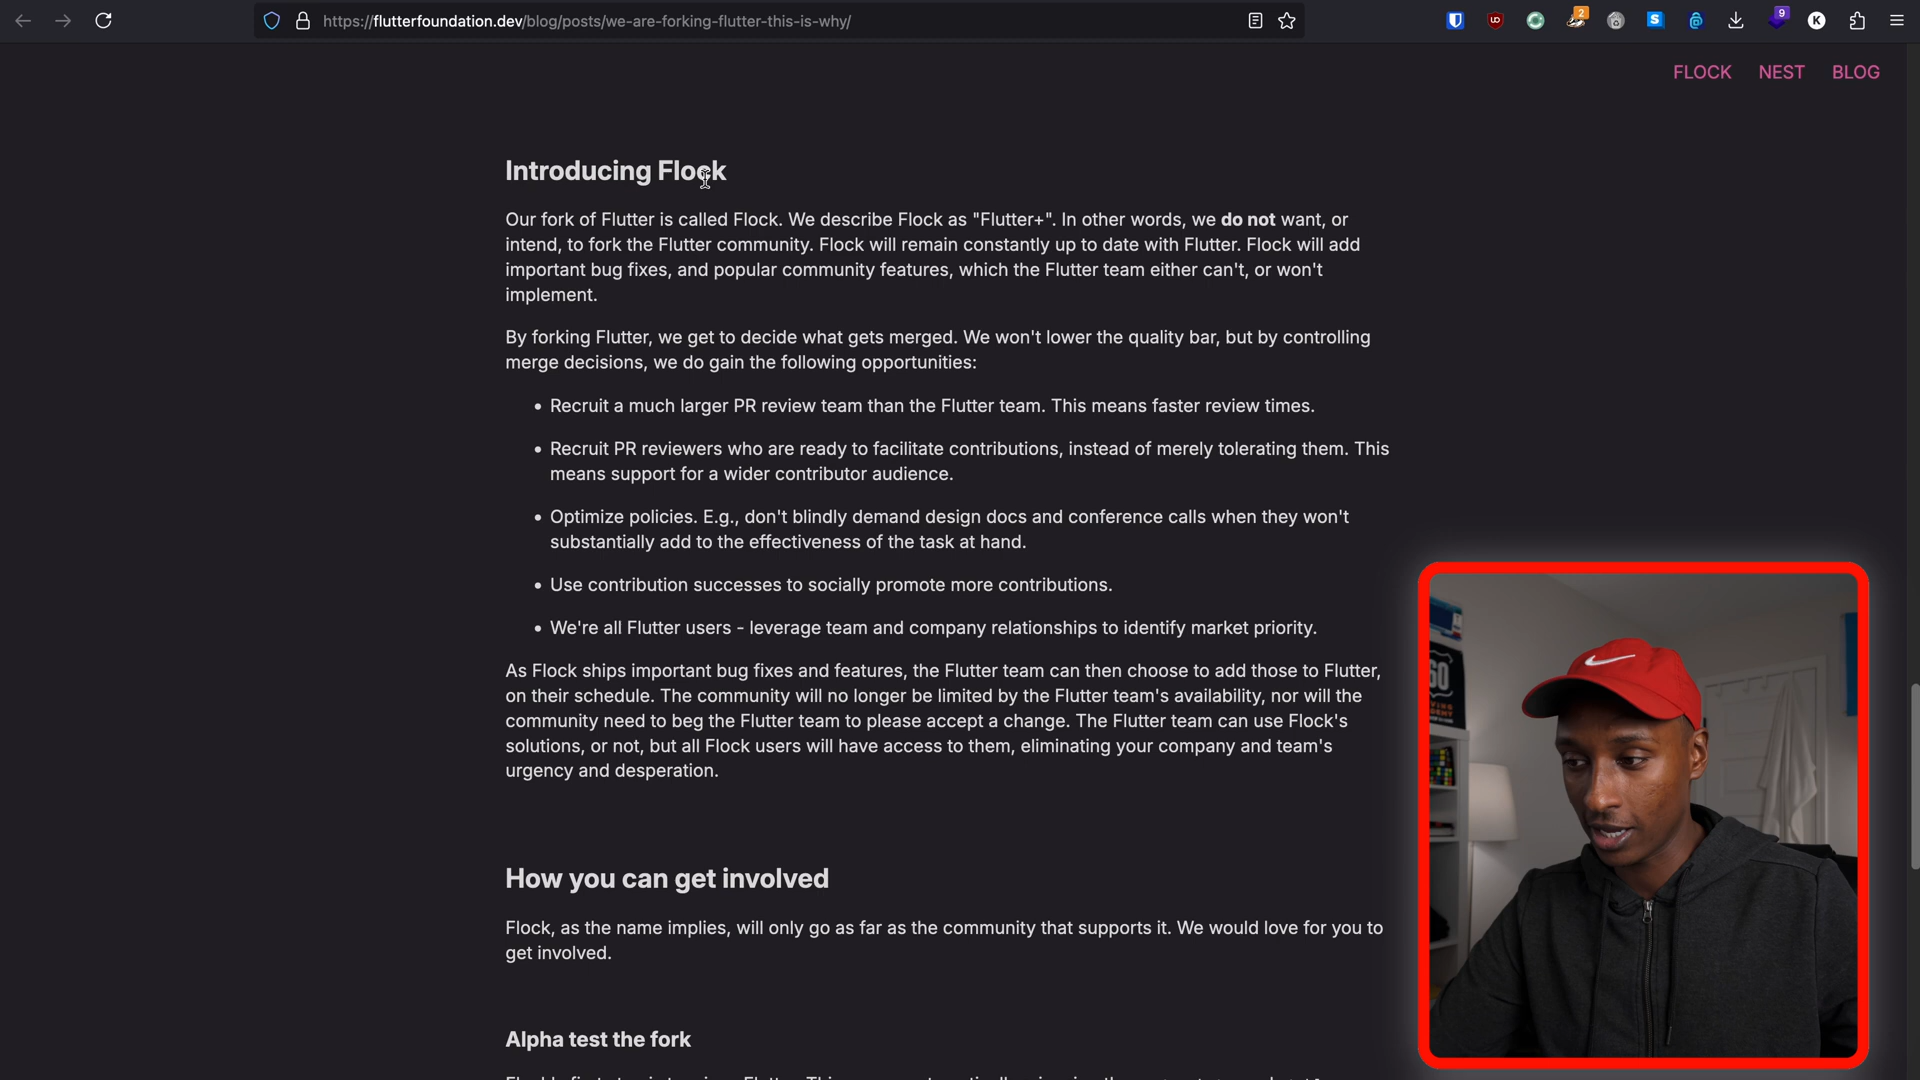 https://flutterfoundation.dev/blog/posts/we-are-forking-flutter-this-is-why/
2
9
K
FLOCK NEST BLOG
Introducing Flock
Our fork of Flutter is called Flock. We describe Flock as "Flutter+". In other words, we do not want, or
intend, to fork the Flutter community. Flock will remain constantly up to date with Flutter. Flock will add
important bug fixes, and popular community features, which the Flutter team either can't, or won't
implement.
By forking Flutter, we get to decide what gets merged. We won't lower the quality bar, but by controlling
merge decisions, we do gain the following opportunities:
• Recruit a much larger PR review team than the Flutter team. This means faster review times.
• Recruit PR reviewers who are ready to facilitate contributions, instead of merely tolerating them. This
means support for a wider contributor audience.
• Optimize policies. E.g., don't blindly demand design docs and conference calls when they won't
substantially add to the effectiveness of the task at hand.
• Use contribution successes to socially promote more contributions.
• We're all Flutter users - leverage team and company relationships to identify market priority.
As Flock ships important bug fixes and features, the Flutter team can then choose to add those to Flutter,
on their schedule. The community will no longer be limited by the Flutter team's availability, nor will the
community need to beg the Flutter team to please accept a change. The Flutter team can use Flock's
solutions, or not, but all Flock users will have access to them, eliminating your company and team's
urgency and desperation.
How you can get involved
Flock, as the name implies, will only go as far as the community that supports it. We would love for you to
get involved.
Alpha test the fork